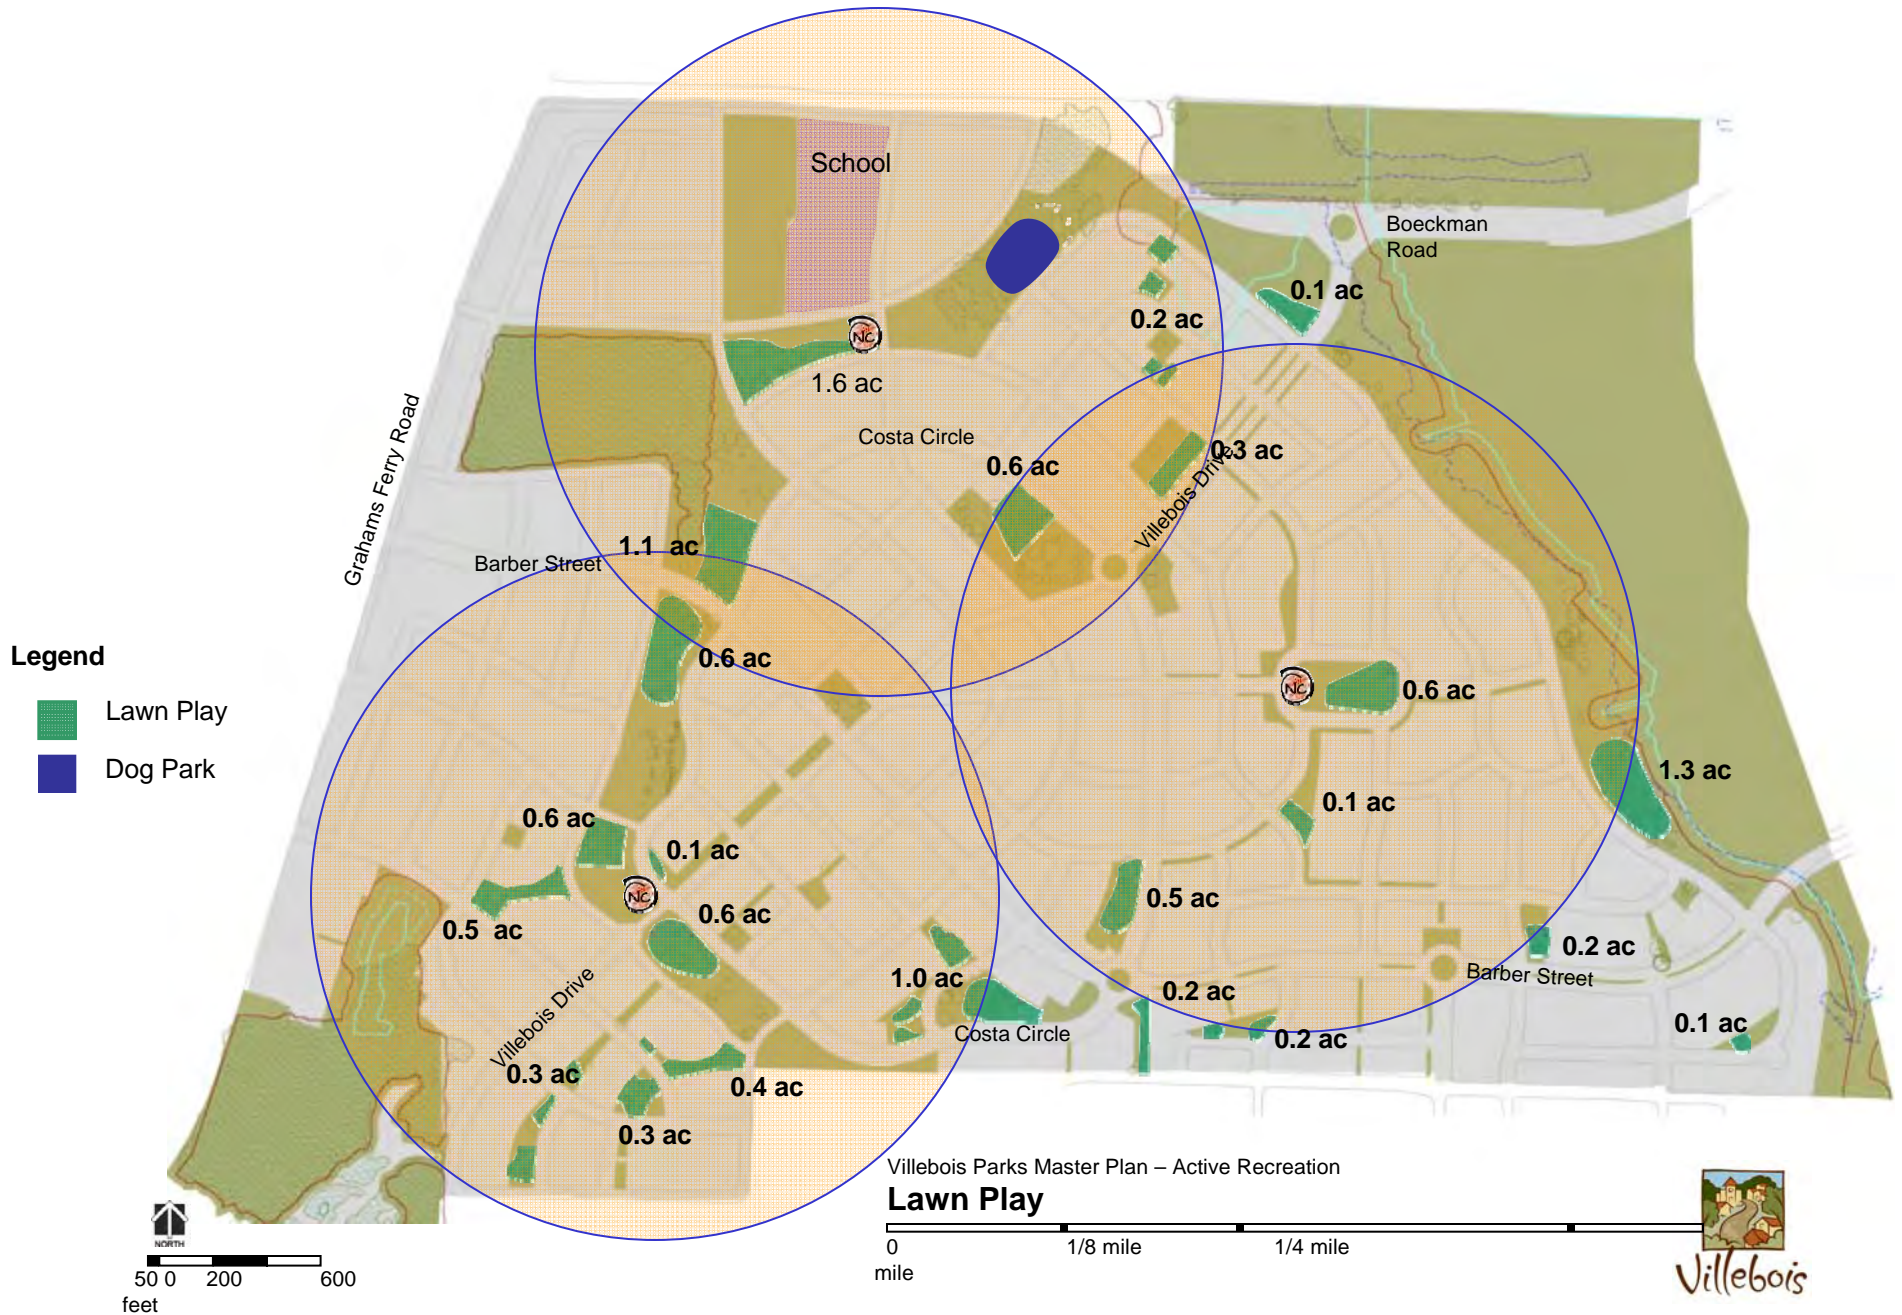 School
Boeckman
Road
0.1 ac
0.2 ac
NC
1.6 ac
Costa Circle
0.3 ac
0.6 ac
Villebois Drive
Grahams Ferry Road
1.1 ac
Barber Street
Legend
0.6 ac
NC
0.6 ac
Lawn Play
Dog Park
1.3 ac
0.1 ac
0.6 ac
0.1 ac
NC
0.5 ac
0.6 ac
0.5 ac
0.2 ac
1.0 ac
Barber Street
0.2 ac
Villebois Drive
Costa Circle
0.2 ac
0.1 ac
0.3 ac
0.4 ac
0.3 ac
Villebois Parks Master Plan – Active Recreation
Lawn Play
NORTH
0 1/8 mile 1/4 mile
mile
50 0 200 600
feet
Villebois